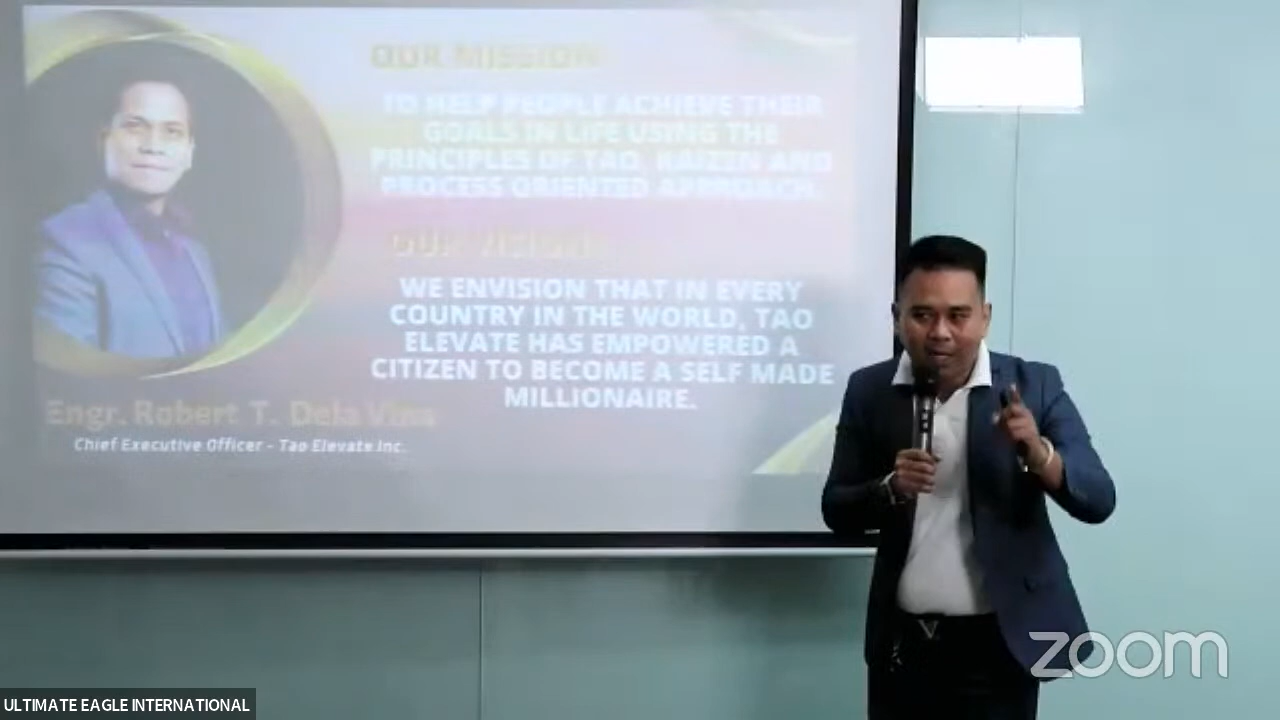 OUR MISSION
TO HELP PEOPLE ACHIEVE THEIR
GOALS IN LIFE USING THE
PRINCIPLES OF TAO, KAIZEN AND
PROCESS ORIENTED APPROACH.
OUR VISION
WE ENVISION THAT IN EVERY
COUNTRY IN THE WORLD, TAO
ELEVATE HAS EMPOWERED A
CITIZEN TO BECOME A SELF MADE
MILLIONAIRE.
Engr. Robert T. Dela Vina
Chief Executive Officer - Tao Elevate Inc.
zoom
ULTIMATE EAGLE INTERNATIONAL